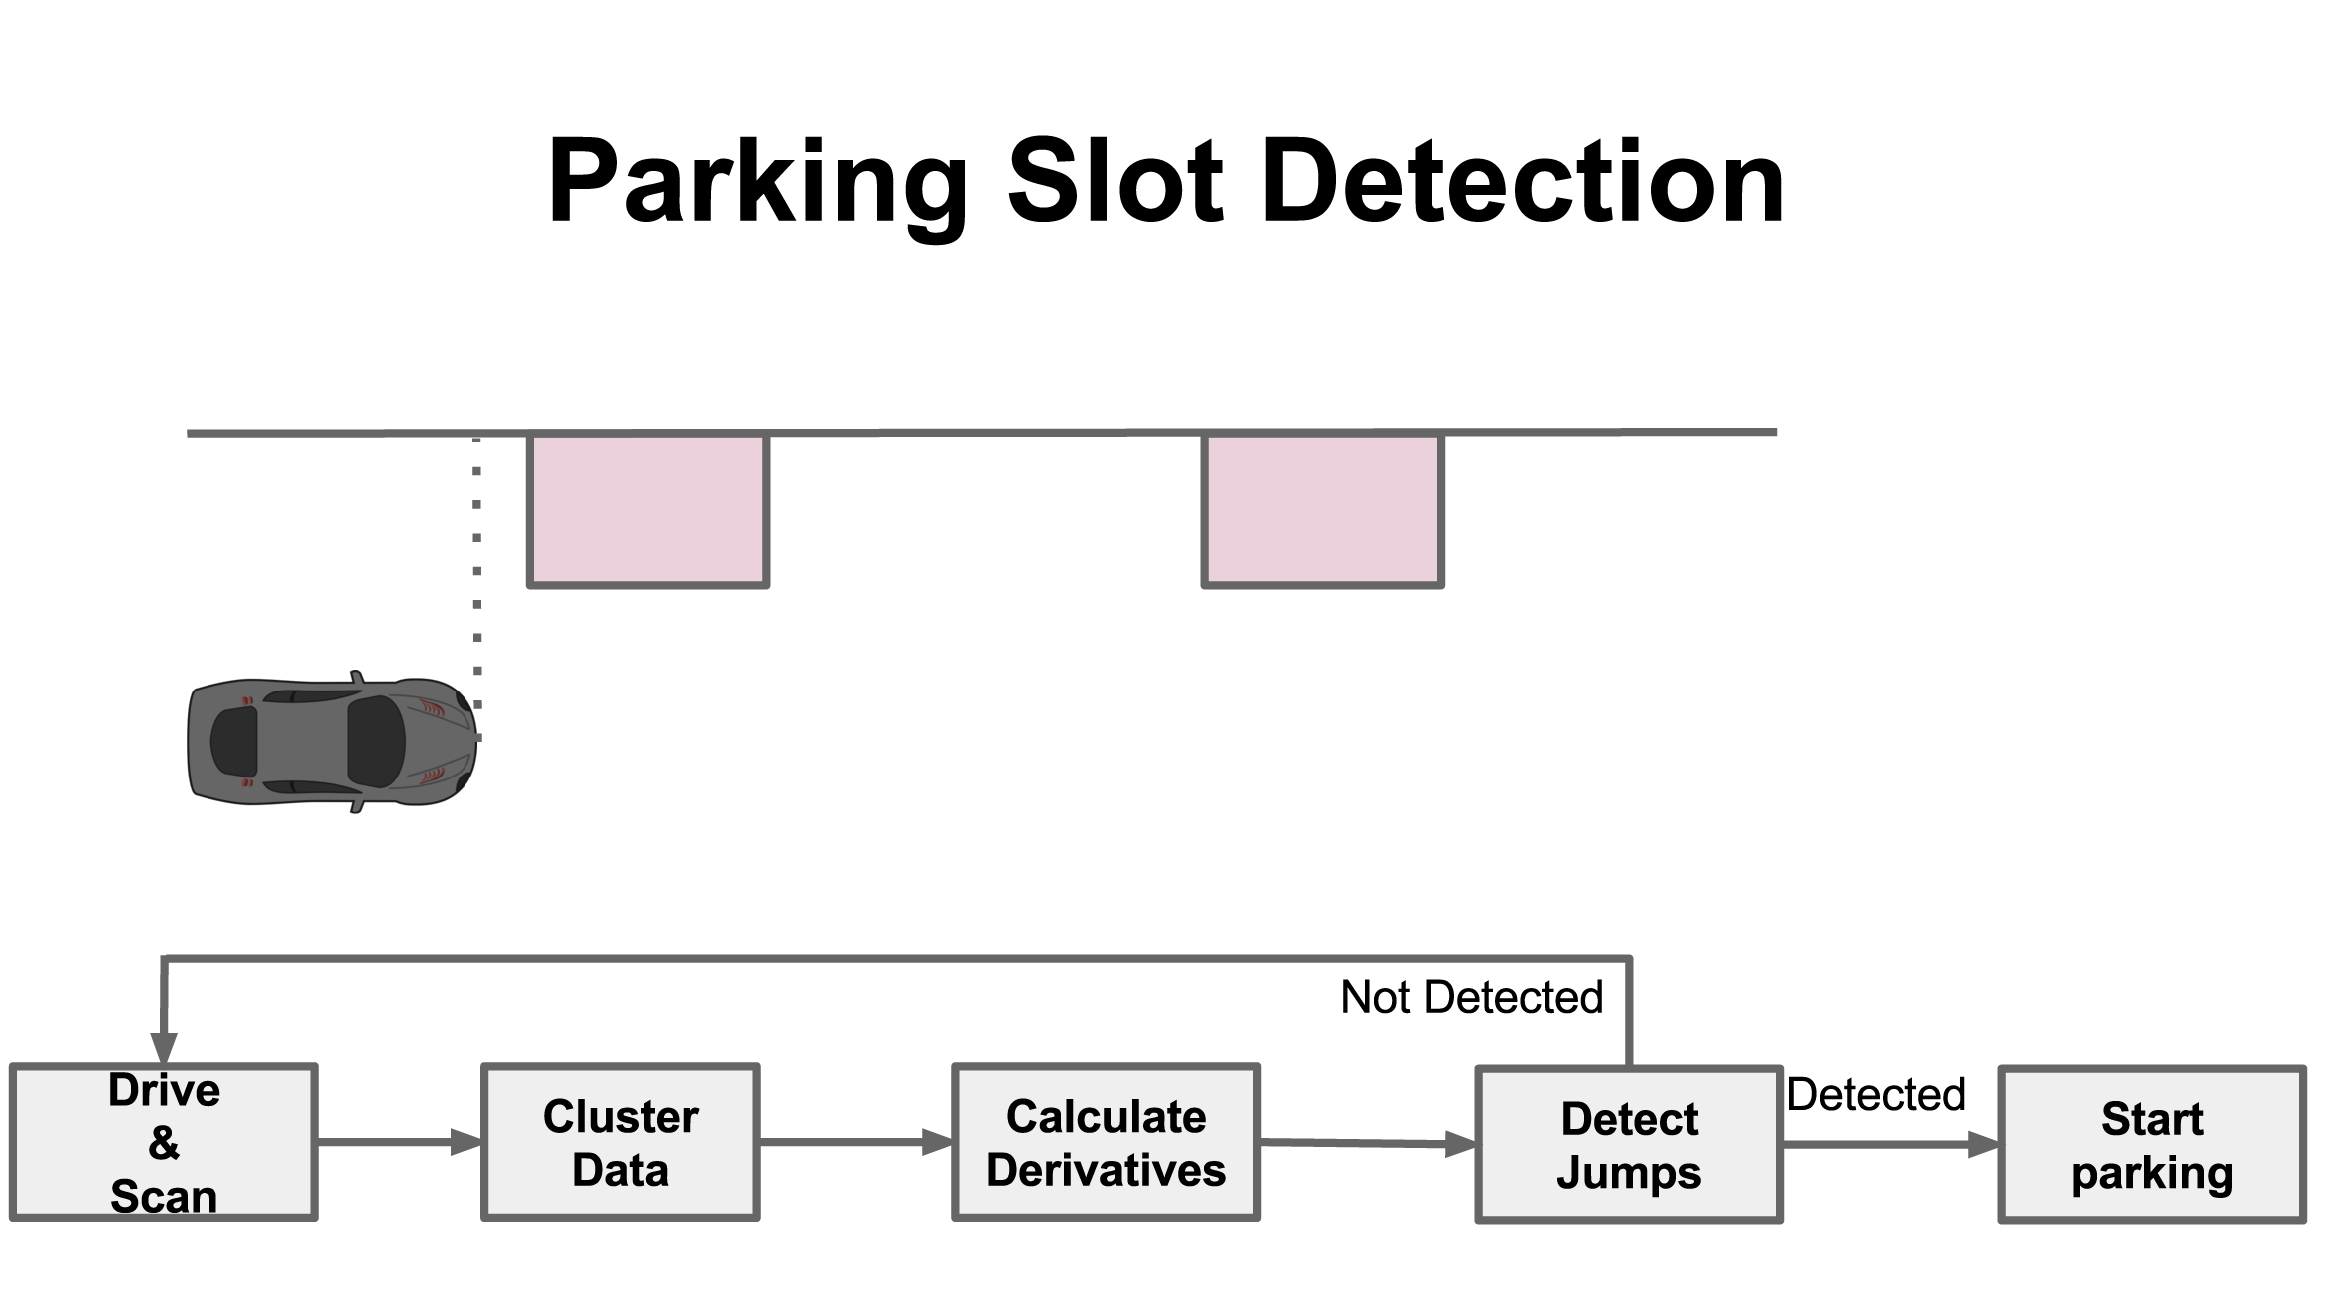 Parking Slot Detection
Not Detected
Drive
&
Scan
Cluster
Data
Calculate
Derivatives
Detect
Jumps
Detected
Start
parking